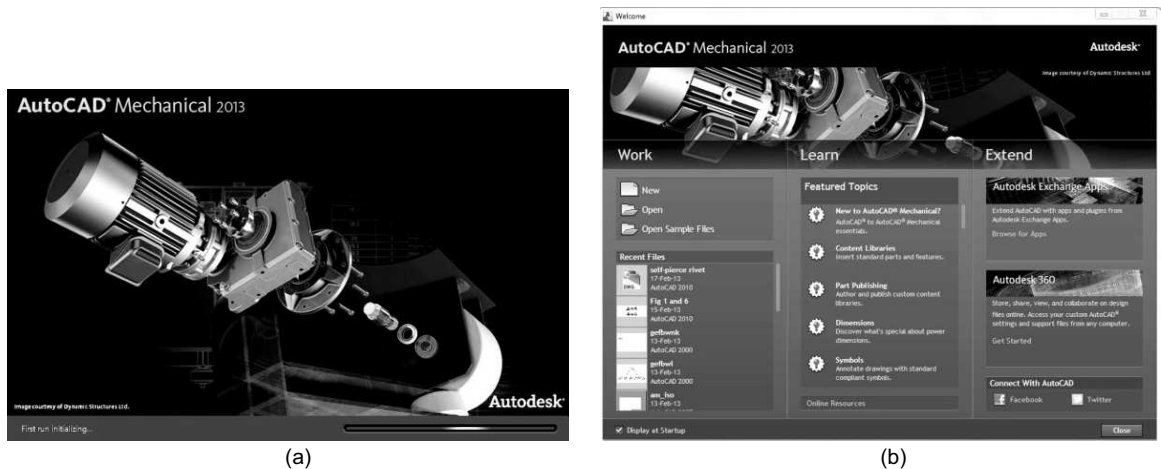 AutoCAD® Mechanical 2013
Image courtesy of Dynamic Structures Ltd.
Autodesk®
First run initializing...
(a)
Welcome
AutoCAD® Mechanical 2013
Autodesk®
Image courtesy of Dynamic Structures Ltd.
Work
New
Open
Open Sample Files
Recent Files
self-pierce rivet
17-Feb-13
AutoCAD 2010
Fig 1 and 6
15-Feb-13
AutoCAD 2010
gefbwnk
13-Feb-13
AutoCAD 2000
gefbwl
13-Feb-13
AutoCAD 2000
am_iso
13-Feb-13
Learn
Featured Topics
New to AutoCAD® Mechanical?
AutoCAD® to AutoCAD® Mechanical
essentials.
Content Libraries
Insert standard parts and features.
Part Publishing
Author and publish custom content
libraries.
Dimensions
Discover what's special about power
dimensions.
Symbols
Annotate drawings with standard
compliant symbols.
Online Resources
Extend
Autodesk Exchange Apps
Extend AutoCAD with apps and plugins from
Autodesk Exchange Apps.
Browse for Apps
Autodesk 360
Store, share, view, and collaborate on design
files online. Access your custom AutoCAD®
settings and support files from any computer.
Get Started
Connect With AutoCAD
Facebook
Twitter
Display at Startup
Close
(b)